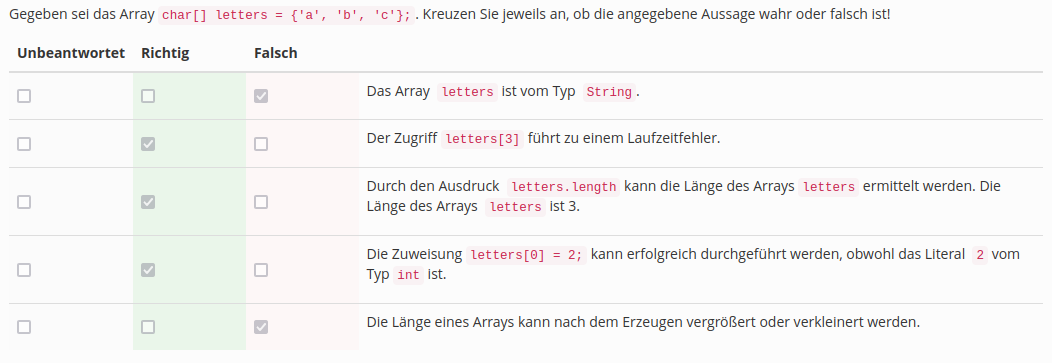 Gegeben sei das Array char[] letters = {'a', 'b', 'c'}; . Kreuzen Sie jeweils an, ob die angegebene Aussage wahr oder falsch ist!
Unbeantwortet Richtig Falsch
Das Array letters ist vom Typ String .
Der Zugriff letters[3] führt zu einem Laufzeitfehler.
Durch den Ausdruck letters.length kann die Länge des Arrays letters ermittelt werden. Die
Länge des Arrays letters ist 3.
Die Zuweisung letters[0] = 2; kann erfolgreich durchgeführt werden, obwohl das Literal 2 vom
Typ int ist.
Die Länge eines Arrays kann nach dem Erzeugen vergrößert oder verkleinert werden.